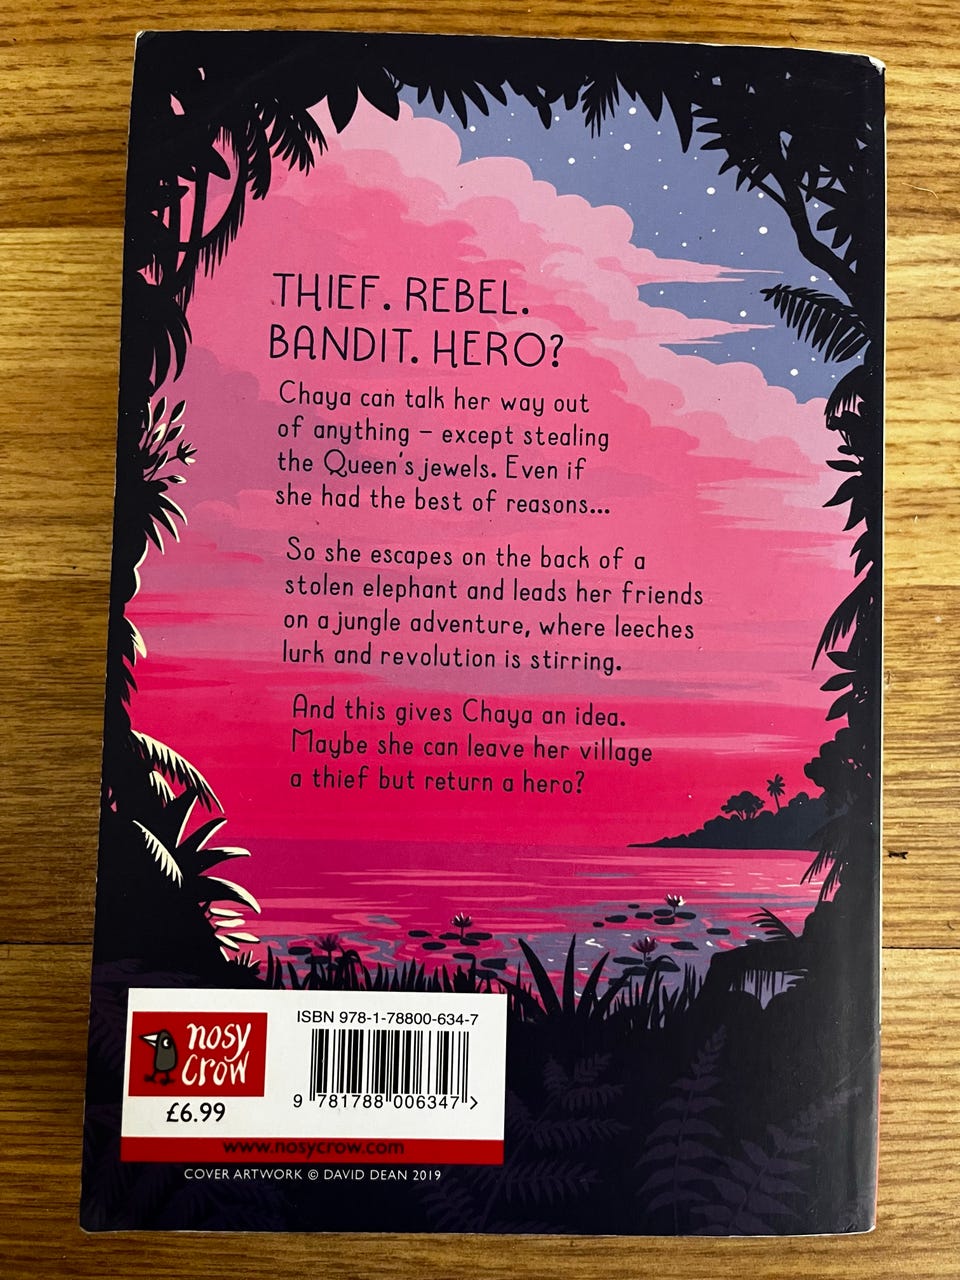 THIEF. REBEL.
BANDIT. HERO?
Chaya can talk her way out
of anything – except stealing
the Queen's jewels. Even if
she had the best of reasons...
So she escapes on the back of a
stolen elephant and leads her friends
on a jungle adventure, where leeches
lurk and revolution is stirring.
And this gives Chaya an idea.
Maybe she can leave her village
a thief but return a hero?
nosy
crow
£6.99
ISBN 978-1-78800-634-7
9 781788 006347 >
www.nosycrow.com
COVER ARTWORK © DAVID DEAN 2019